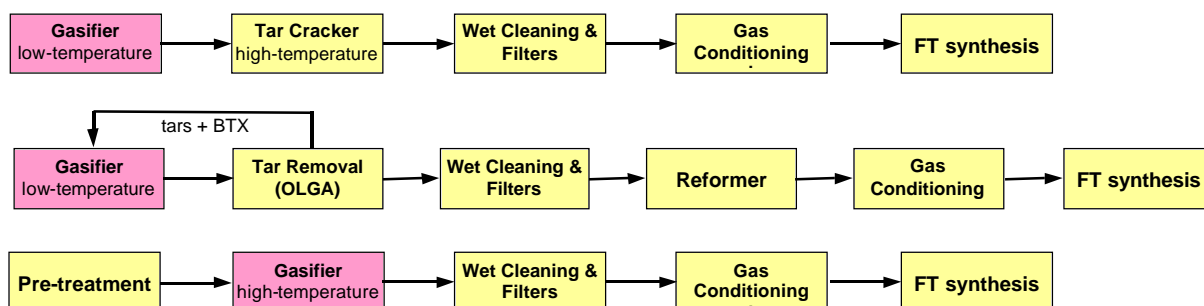 Gasifier
low-temperature
Tar Cracker
high-temperature
Wet Cleaning &
Filters
Gas
Conditioning
FT synthesis
tars + BTX
Gasifier
low-temperature
Tar Removal
(OLGA)
Wet Cleaning &
Filters
Reformer
Gas
Conditioning
FT synthesis
Pre-treatment
Gasifier
high-temperature
Wet Cleaning &
Filters
Gas
Conditioning
FT synthesis